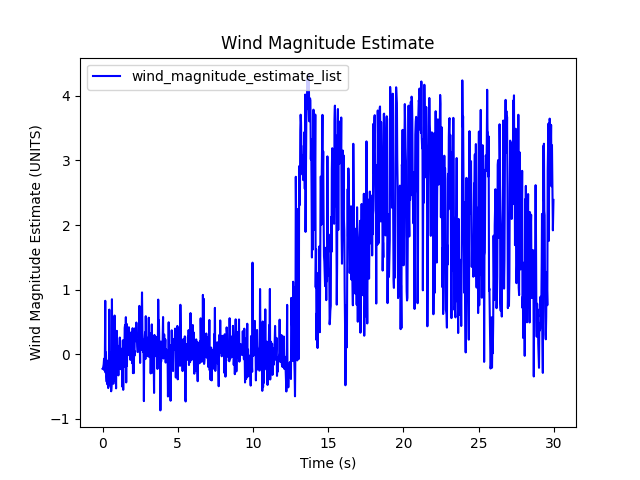 Wind Magnitude Estimate
wind_magnitude_estimate_list
Wind Magnitude Estimate (UNITS)
4
3
2
1
0
−1
0 5 10 15 20 25 30
Time (s)